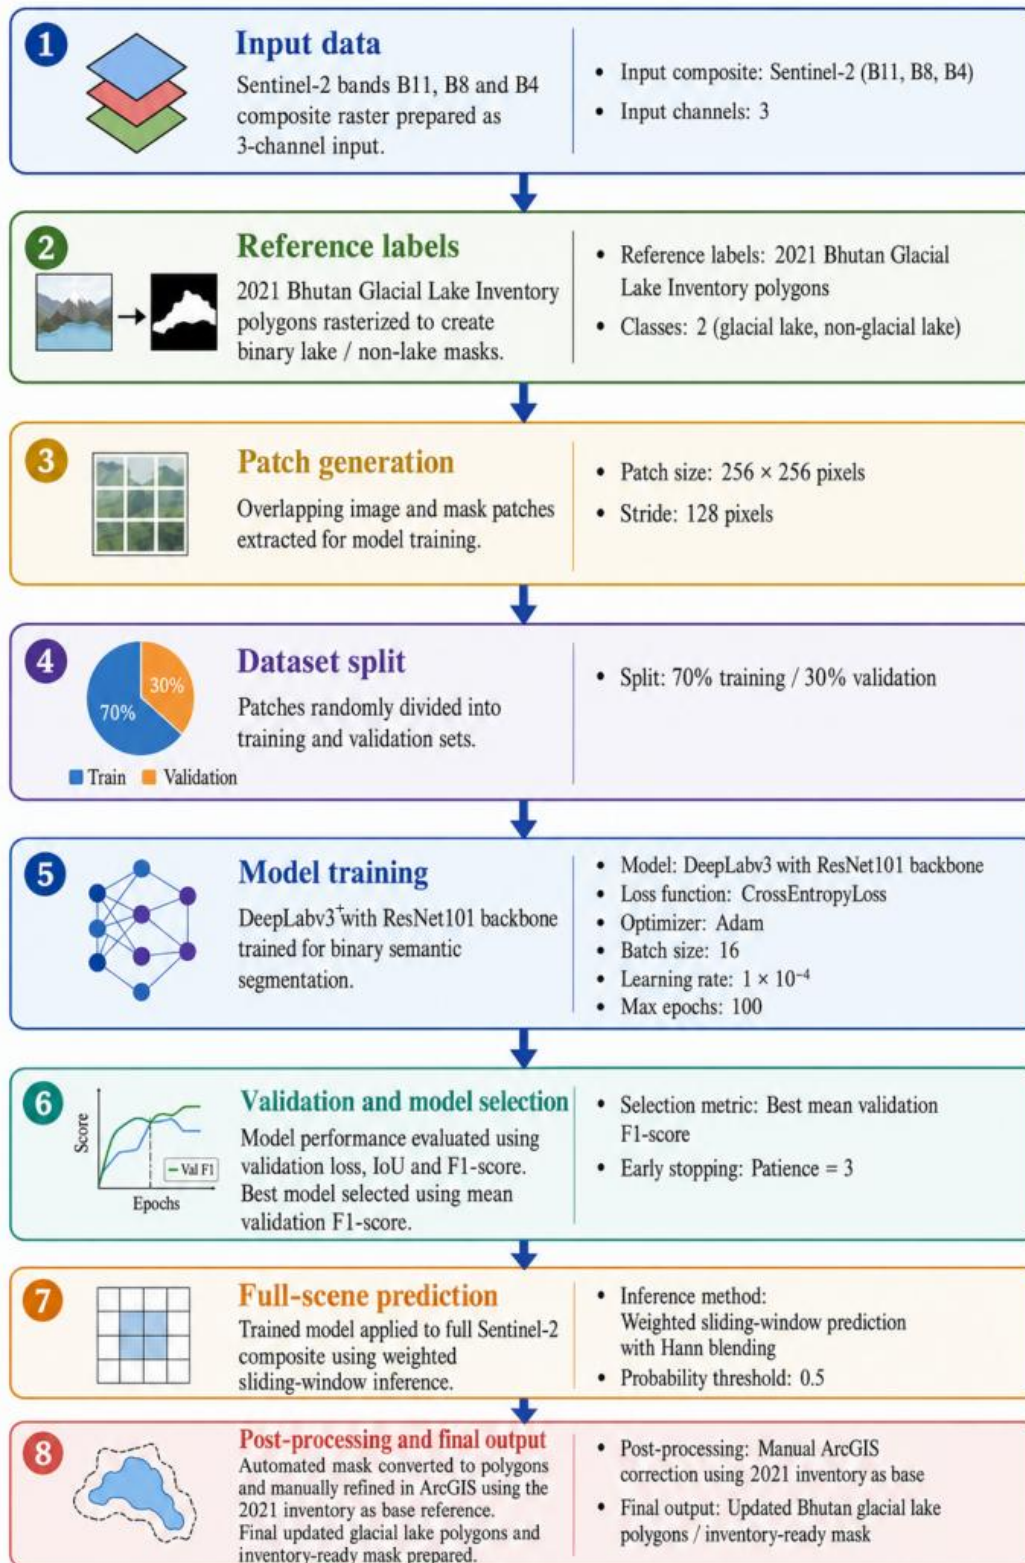 1
Input data
Sentinel-2 bands B11, B8 and B4
composite raster prepared as
3-channel input.
• Input composite: Sentinel-2 (B11, B8, B4)
• Input channels: 3
2
Reference labels
2021 Bhutan Glacial Lake Inventory
polygons rasterized to create
binary lake / non-lake masks.
• Reference labels: 2021 Bhutan Glacial
Lake Inventory polygons
• Classes: 2 (glacial lake, non-glacial lake)
3
Patch generation
Overlapping image and mask patches
extracted for model training.
• Patch size: 256 × 256 pixels
• Stride: 128 pixels
4
30%
70%
Train Validation
Dataset split
Patches randomly divided into
training and validation sets.
• Split: 70% training / 30% validation
5
Model training
DeepLabv3+with ResNet101 backbone
trained for binary semantic
segmentation.
• Model: DeepLabv3 with ResNet101 backbone
• Loss function: CrossEntropyLoss
• Optimizer: Adam
• Batch size: 16
• Learning rate: 1 × 10⁻⁴
• Max epochs: 100
6
Score
Val F1
Epochs
Validation and model selection
Model performance evaluated using
validation loss, IoU and F1-score.
Best model selected using mean
validation F1-score.
• Selection metric: Best mean validation
F1-score
• Early stopping: Patience = 3
7
Full-scene prediction
Trained model applied to full Sentinel-2
composite using weighted
sliding-window inference.
• Inference method:
Weighted sliding-window prediction
with Hann blending
• Probability threshold: 0.5
8
Post-processing and final output
Automated mask converted to polygons
and manually refined in ArcGIS using the
2021 inventory as base reference.
Final updated glacial lake polygons and
inventory-ready mask prepared.
• Post-processing: Manual ArcGIS
correction using 2021 inventory as base
• Final output: Updated Bhutan glacial lake
polygons / inventory-ready mask